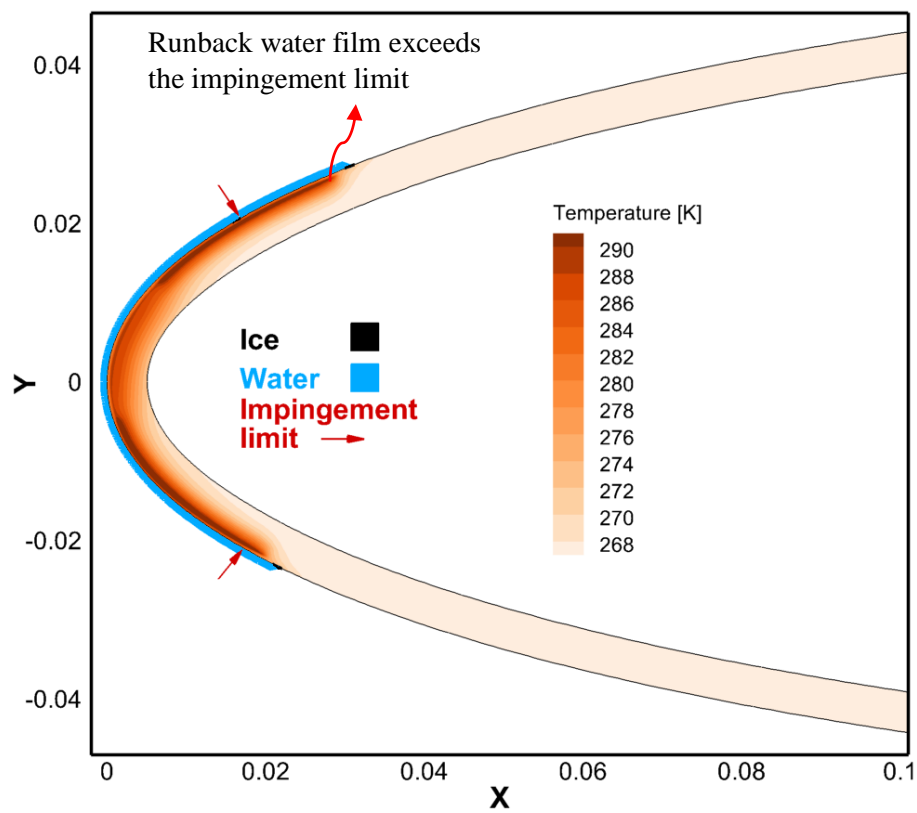 Runback water film exceeds
the impingement limit
0.04
0.02
0
-0.02
-0.04
Y
Ice
Water
Impingement
limit
Temperature [K]
290
288
286
284
282
280
278
276
274
272
270
268
0
0.02
0.04
0.06
0.08
0.1
X